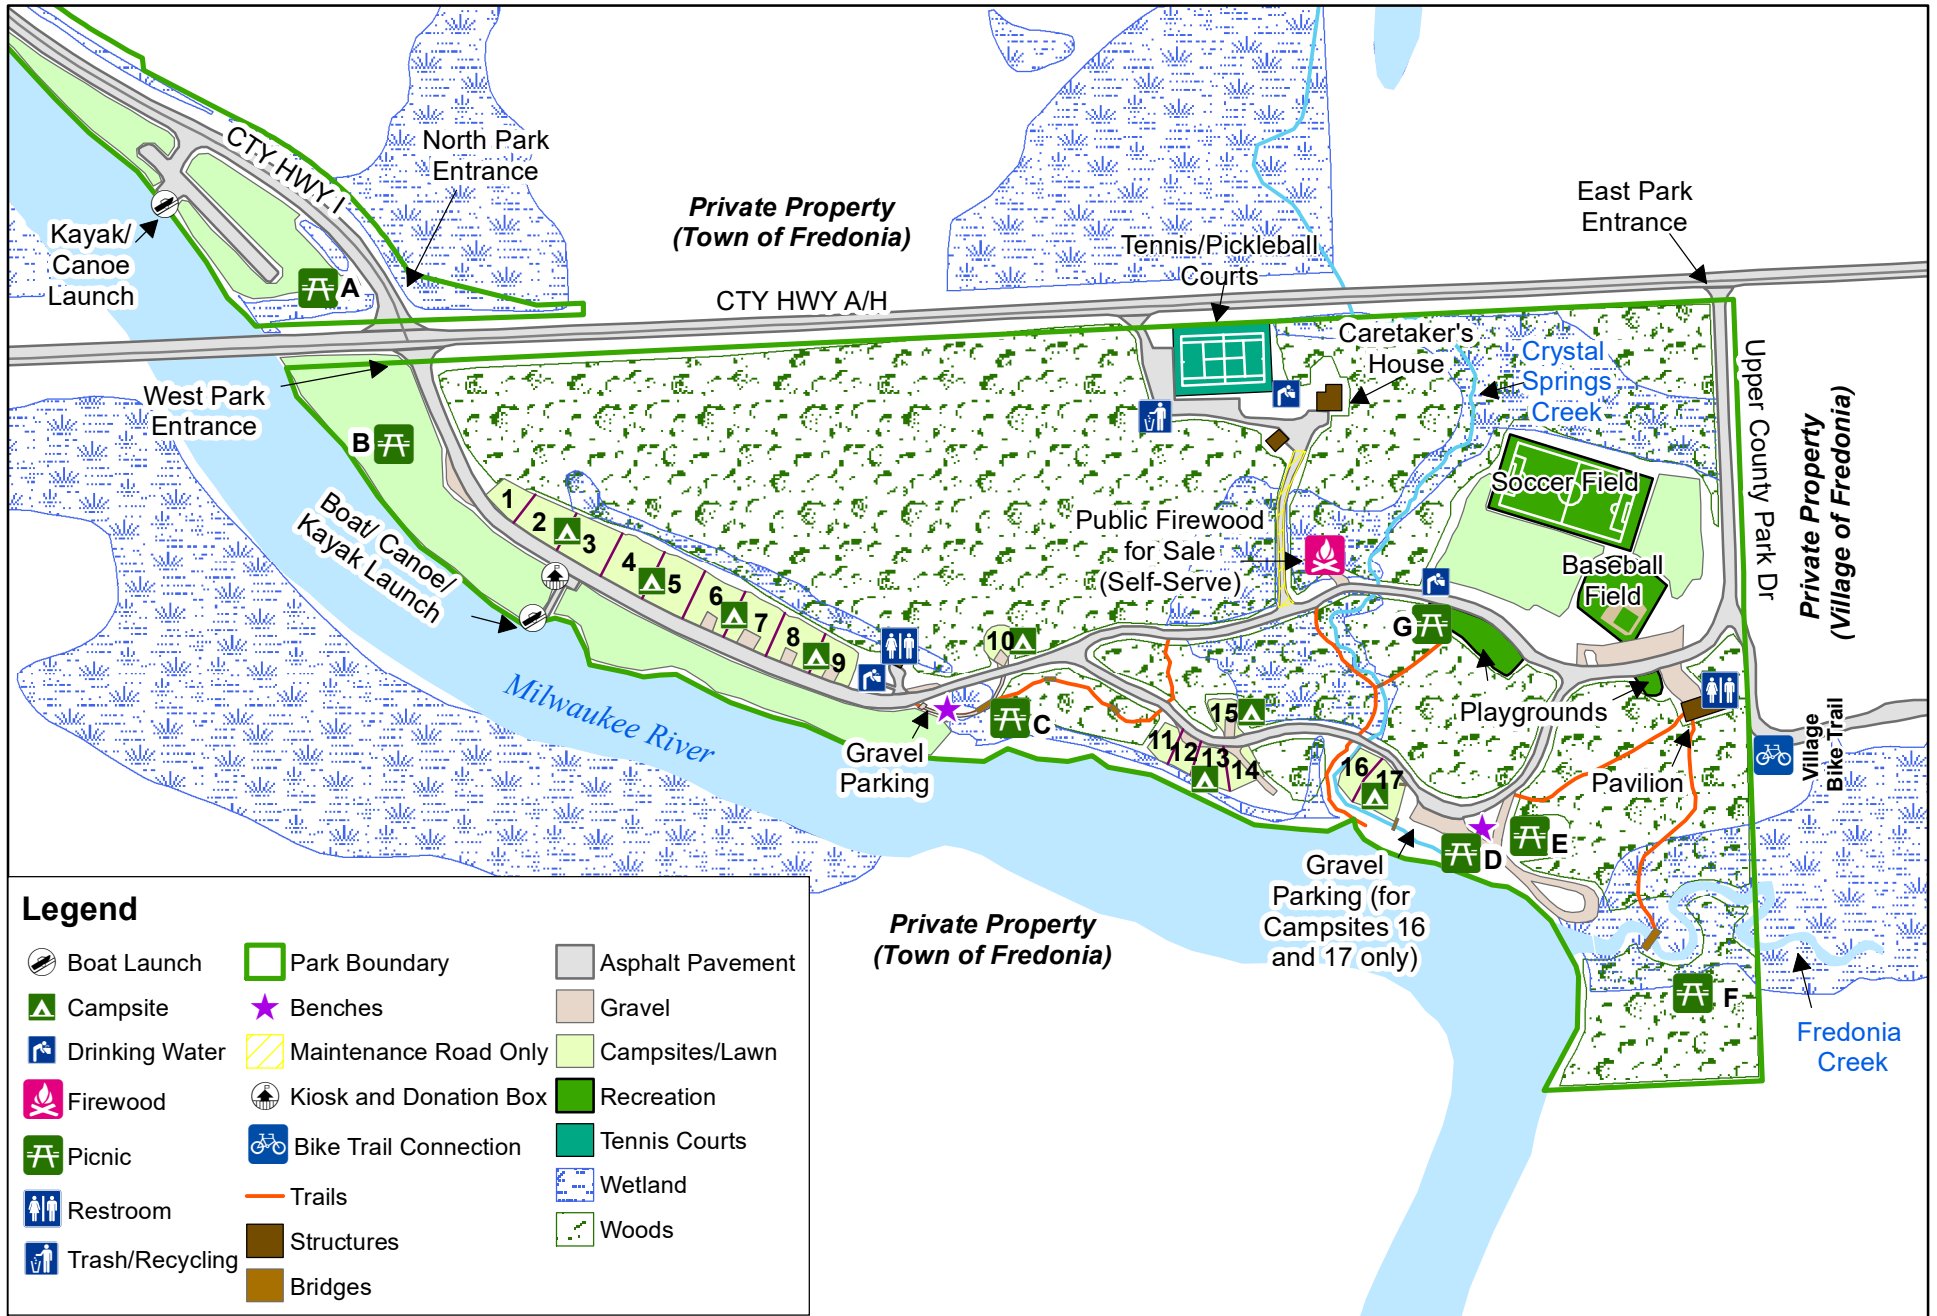 CTY HWY I
North Park
Entrance
Private Property
(Town of Fredonia)
East Park
Entrance
Kayak/
Canoe
Launch
A
Tennis/Pickleball
Courts
CTY HWY A/H
Caretaker's
House
Crystal
Springs
Creek
Upper County Park Dr
Private Property
(Village of Fredonia)
West Park
Entrance
B
Soccer Field
Boat/ Canoe/
Kayak Launch
1
2
3
4
5
6
7
8
9
10
Public Firewood
for Sale
(Self-Serve)
Baseball
Field
G
Milwaukee River
C
Gravel
Parking
11
12
13
14
15
16
17
Playgrounds
Pavilion
Village
Bike Trail
D
E
Gravel
Parking (for
Campsites 16
and 17 only)
Private Property
(Town of Fredonia)
F
Fredonia
Creek
Legend
Boat Launch
Campsite
Drinking Water
Firewood
Picnic
Restroom
Trash/Recycling
Park Boundary
Benches
Maintenance Road Only
Kiosk and Donation Box
Bike Trail Connection
Trails
Structures
Bridges
Asphalt Pavement
Gravel
Campsites/Lawn
Recreation
Tennis Courts
Wetland
Woods